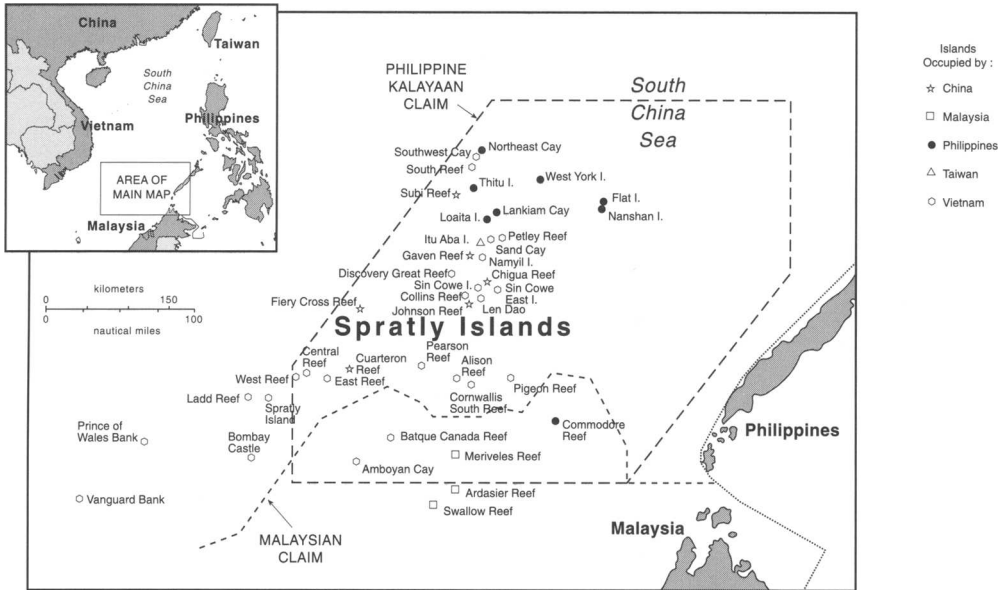 China
Taiwan
South
China
Sea
Vietnam
Philippines
AREA OF
MAIN MAP
Malaysia
kilometers
0 150
0 100
nautical miles
PHILIPPINE
KALAYAAN
CLAIM
South
China
Sea
Northeast Cay
Southwest Cay
South Reef
Thitu I.
West York I.
Subi Reef
Flat I.
Lankiam Cay
Nanshan I.
Loaita I.
Itu Aba I.
Petley Reef
Sand Cay
Gaven Reef
Namyil I.
Discovery Great Reef
Chigua Reef
Sin Cowe I.
Sin Cowe
East I.
Collins Reef
Fiery Cross Reef
Johnson Reef
Len Dao
Spratly Islands
Central
Reef
Cuarteron
Reef
Pearson
Reef
Alison
Reef
West Reef
East Reef
Pigeon Reef
Ladd Reef
Spratly
Island
Cornwallis
South Reef
Prince of
Wales Bank
Bombay
Castle
Batque Canada Reef
Commodore
Reef
Meriveles Reef
Amboyan Cay
Vanguard Bank
Ardasier Reef
Swallow Reef
MALAYSIAN
CLAIM
Philippines
Malaysia
Islands
Occupied by :
China
Malaysia
Philippines
Taiwan
Vietnam